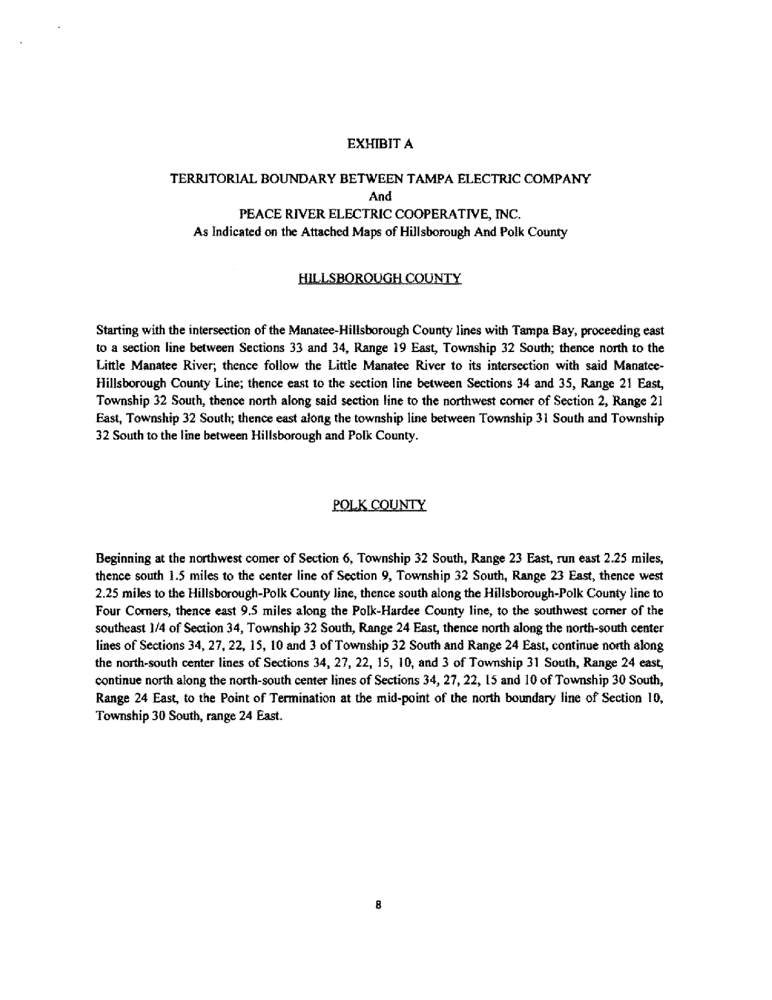 EXHIBIT A
TERRITORIAL BOUNDARY BETWEEN TAMPA ELECTRIC COMPANY
And
PEACE RIVER ELECTRIC COOPERATIVE, INC.
As Indicated on the Attached Maps of Hillsborough And Polk County
HILLSBOROUGH COUNTY
Starting with the intersection of the Manatee-Hillsborough County lines with Tampa Bay, proceeding east
to a section line between Sections 33 and 34, Range 19 East, Township 32 South; thence north to the
Little Manatee River; thence follow the Little Manatee River to its intersection with said Manatee-
Hillsborough County Line; thence east to the section line between Sections 34 and 35, Range 21 East,
Township 32 South, thence north along said section line to the northwest corner of Section 2, Range 21
East, Township 32 South; thence east along the township line between Township 31 South and Township
32 South to the line between Hillsborough and Polk County.
POLK COUNTY
Beginning at the northwest corner of Section 6, Township 32 South, Range 23 East, run east 2.25 miles,
thence south 1.5 miles to the center line of Section 9, Township 32 South, Range 23 East, thence west
2.25 miles to the Hillsborough-Polk County line, thence south along the Hillsborough-Polk County line to
Four Corners, thence east 9.5 miles along the Polk-Hardee County line, to the southwest corner of the
southeast 1/4 of Section 34, Township 32 South, Range 24 East, thence north along the north-south center
lines of Sections 34, 27, 22, 15, 10 and 3 of Township 32 South and Range 24 East, continue north along
the north-south center lines of Sections 34, 27, 22, 15, 10, and 3 of Township 31 South, Range 24 east,
continue north along the north-south center lines of Sections 34, 27, 22, 15 and 10 of Township 30 South,
Range 24 East, to the Point of Termination at the mid-point of the north boundary line of Section 10,
Township 30 South, range 24 East.
8